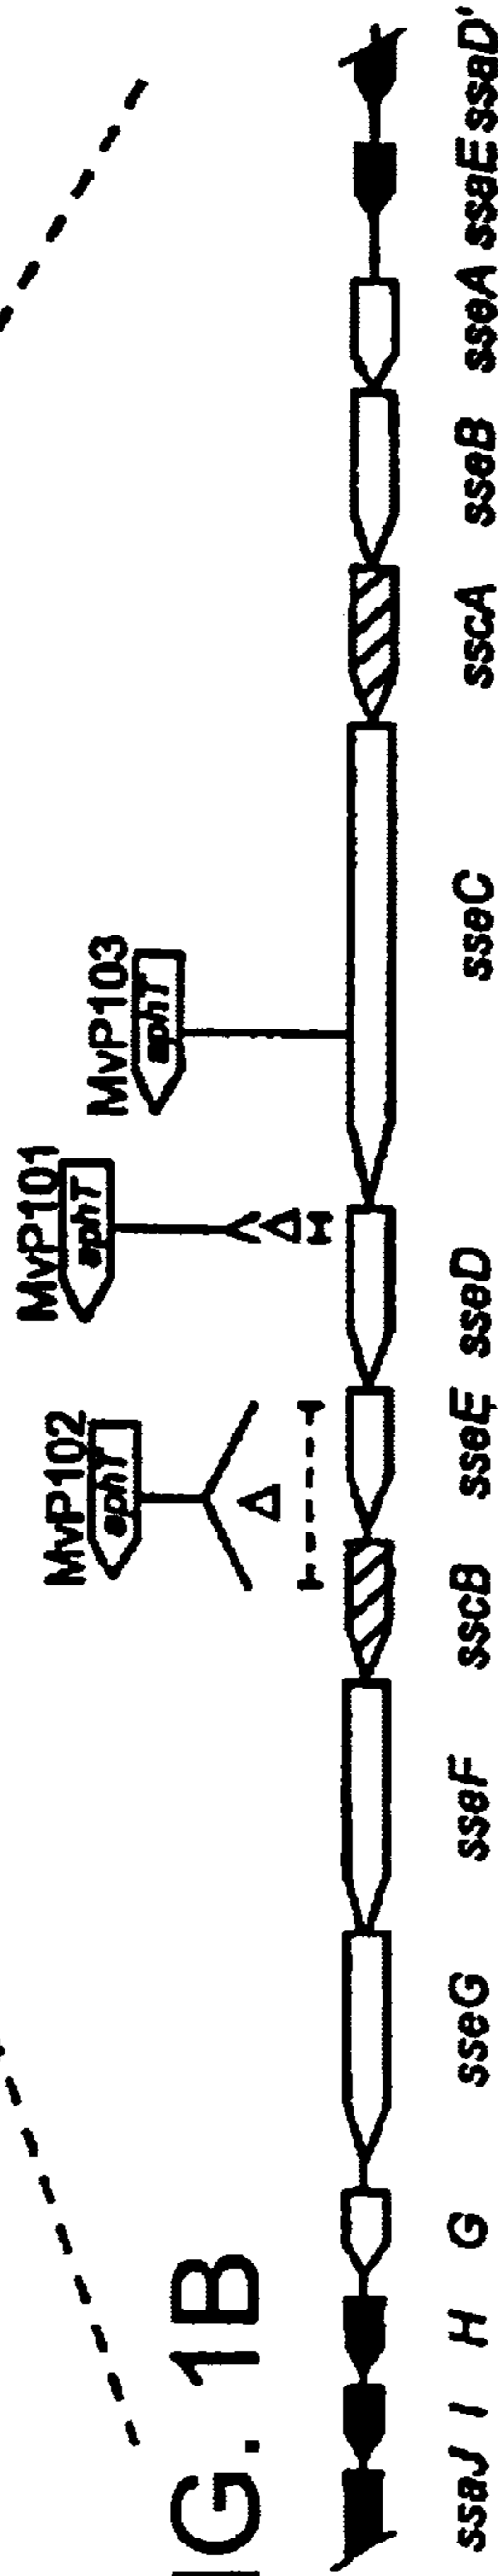 MvP103
aphT
MvP101
aphT
MvP102
aphT
Δ
Δ
G. 1B
ssaJ I H G sseG sseF sscB sseE sseD sseC sscA sseB sseA ssaE ssaD'